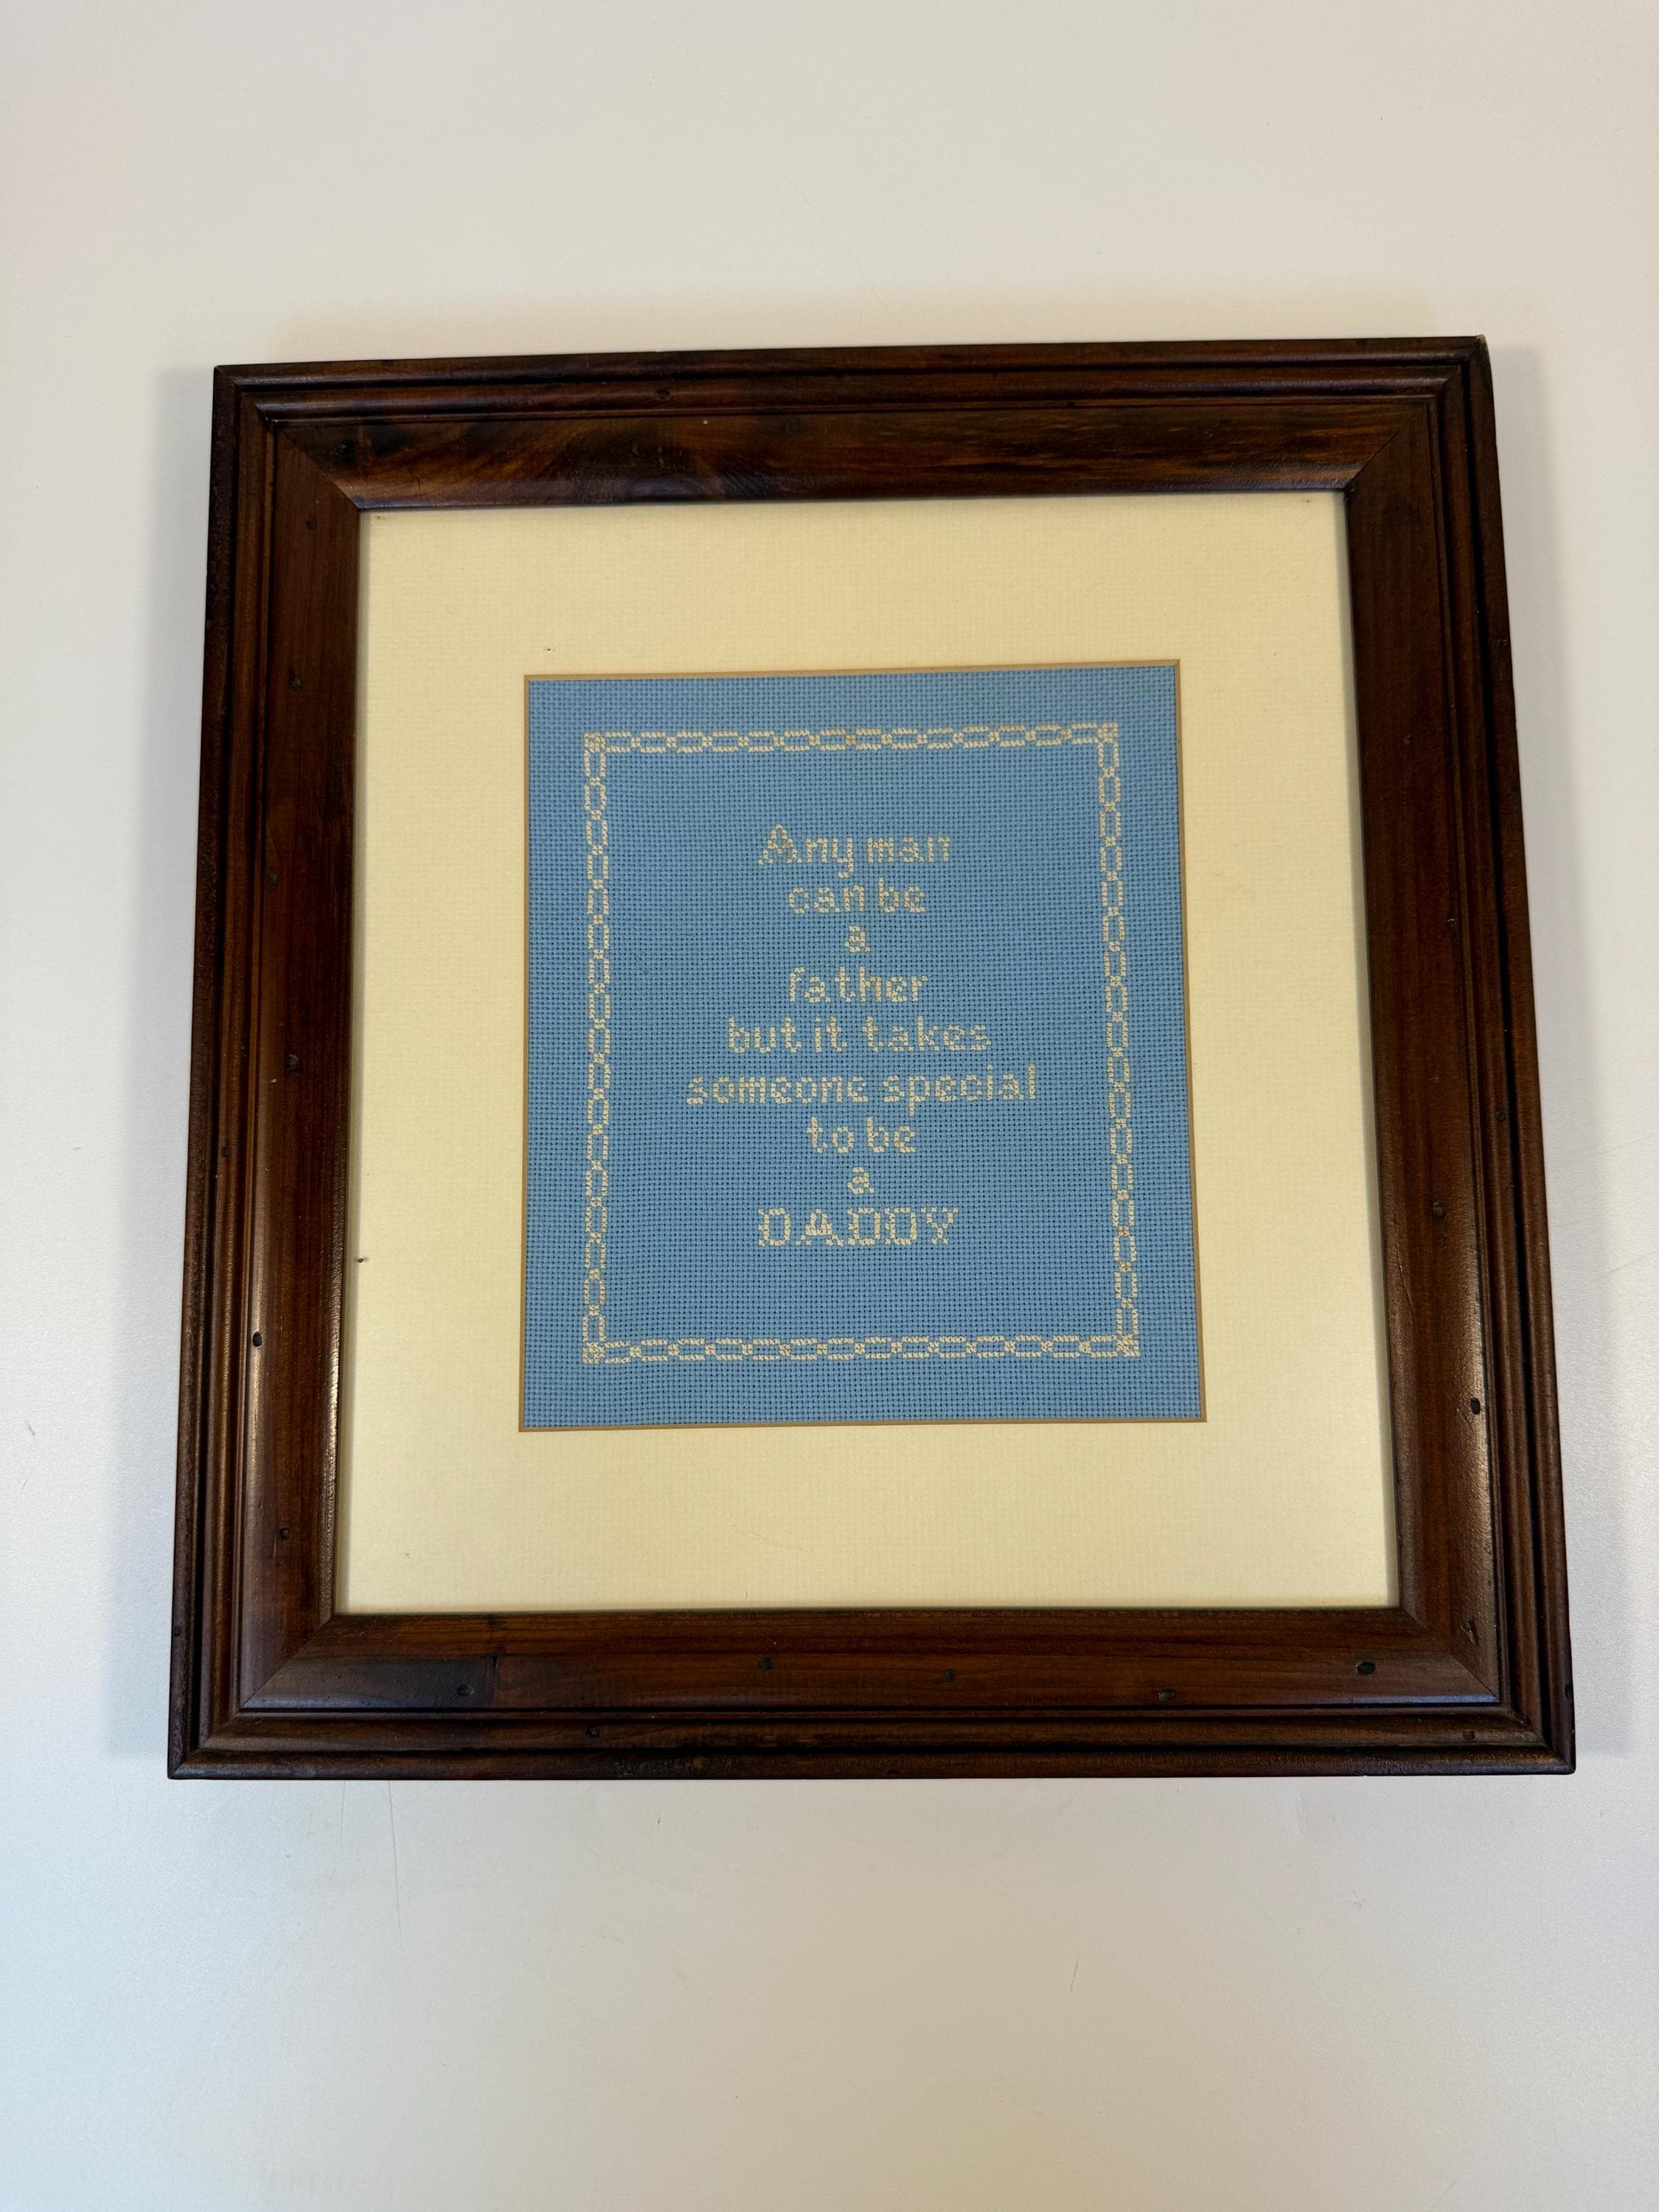 Any man
can be
a
father
but it takes
someone special
to be
a
DADDY